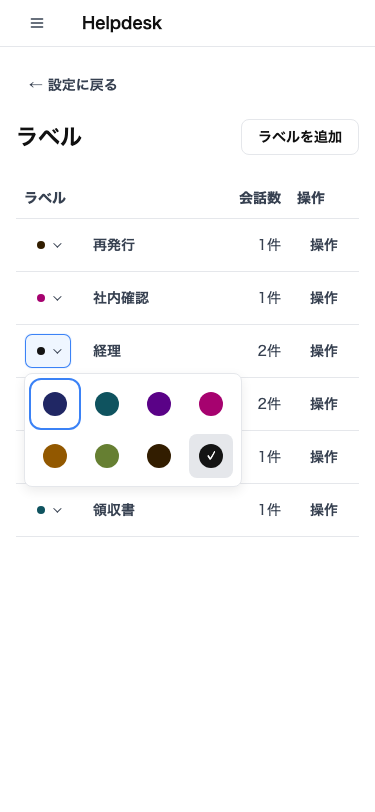 Helpdesk
← 設定に戻る
ラベル ラベルを追加
ラベル 会話数 操作
再発行 1件 操作
社内確認 1件 操作
経理 2件 操作
2件 操作
1件 操作
領収書 1件 操作